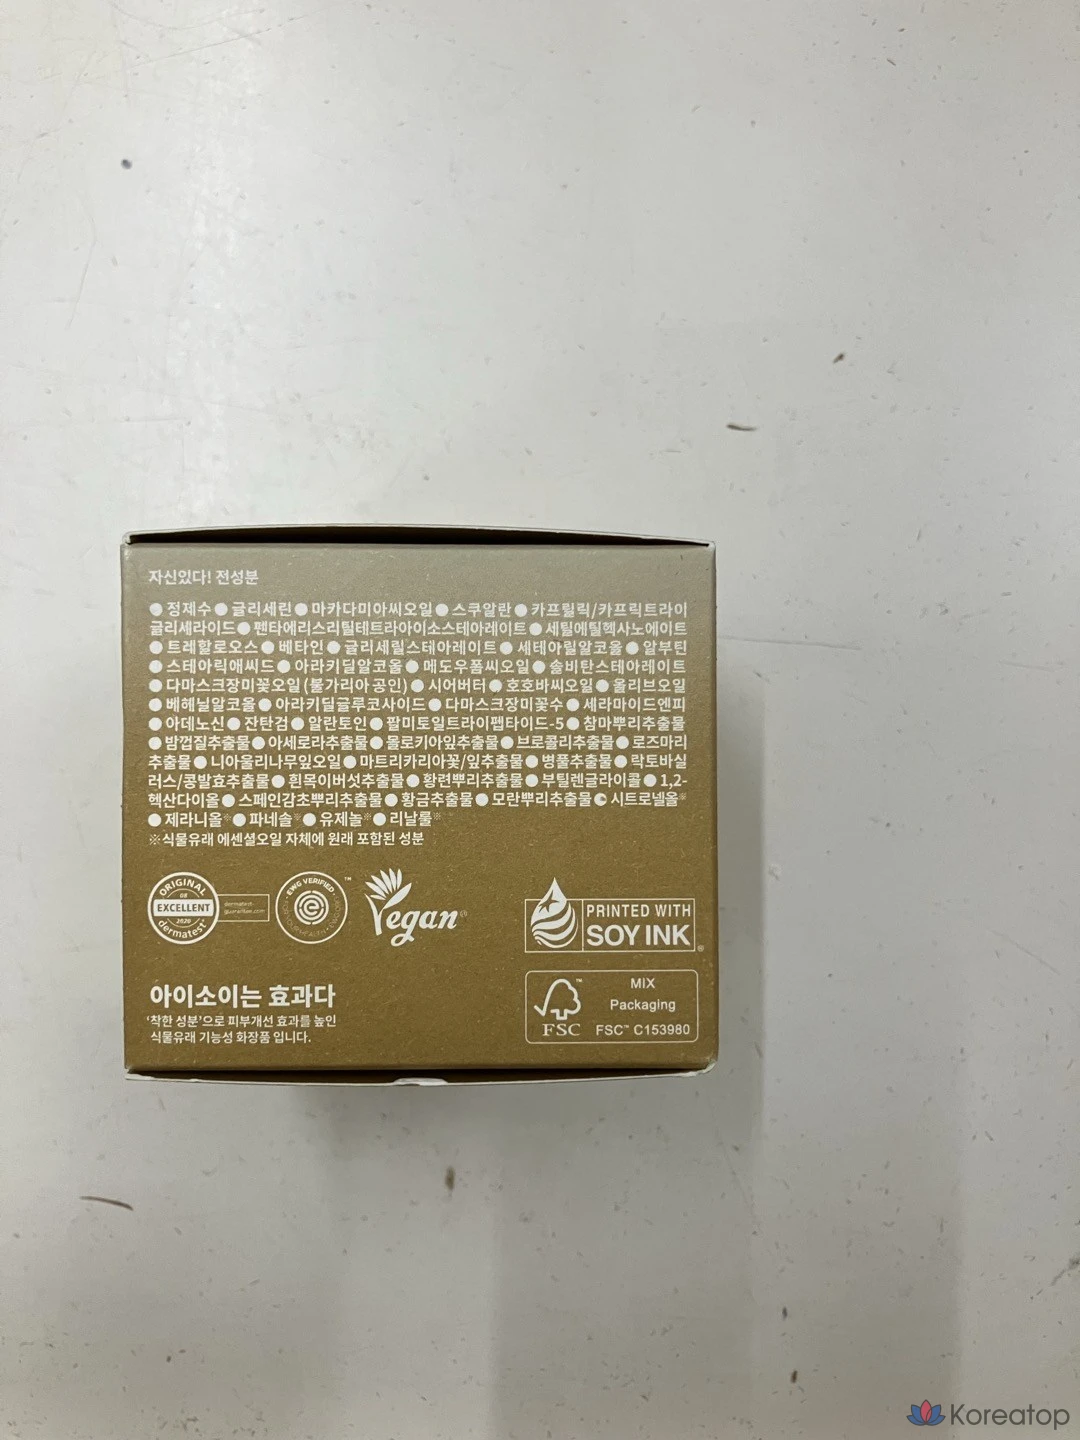 자신있다! 전성분
●정제수●글리세린●마카다미아씨오일●스쿠알란●카프릴릭/카프릭트라이
글리세라이드●펜타에리스리틸테트라아이소스테아레이트●세틸에틸헥사노에이트
●트레할로오스●베타인●글리세릴스테아레이트●세테아릴알코올●알부틴
●스테아릭애씨드●아라키딜알코올●메도우폼씨오일●솔비탄스테아레이트
●다마스크장미꽃오일(불가리아 공인)●시어버터●호호바씨오일●올리브오일
●베헤닐알코올●아라키딜글루코사이드●다마스크장미꽃수●세라마이드엔피
●아데노신●잔탄검●알란토인●팔미토일트라이펩타이드-5●참마뿌리추출물
●밤껍질추출물●아세로라추출물●몰로키아잎추출물●브로콜리추출물●로즈마리
추출물●니아울리나무잎오일●마트리카리아꽃/잎추출물●병풀추출물●락토바실
러스/콩발효추출물●흰목이버섯추출물●황련뿌리추출물●부틸렌글라이콜●1,2-
헥산다이올●스페인감초뿌리추출물●황금추출물●모란뿌리추출물●시트로넬올※
●제라니올※●파네솔※●유제놀※●리날룰※
※식물유래 에센셜오일 자체에 원래 포함된 성분
ORIGINAL
EXCELLENT
2020
dermatest®
dermatest
guarantee.com
EWG VERIFIED™
Vegan®
PRINTED WITH
SOY INK®
아이소이는 효과다
'착한 성분'으로 피부개선 효과를 높인
식물유래 기능성 화장품 입니다.
FSC™
MIX
Packaging
FSC™ C153980
Koreatop